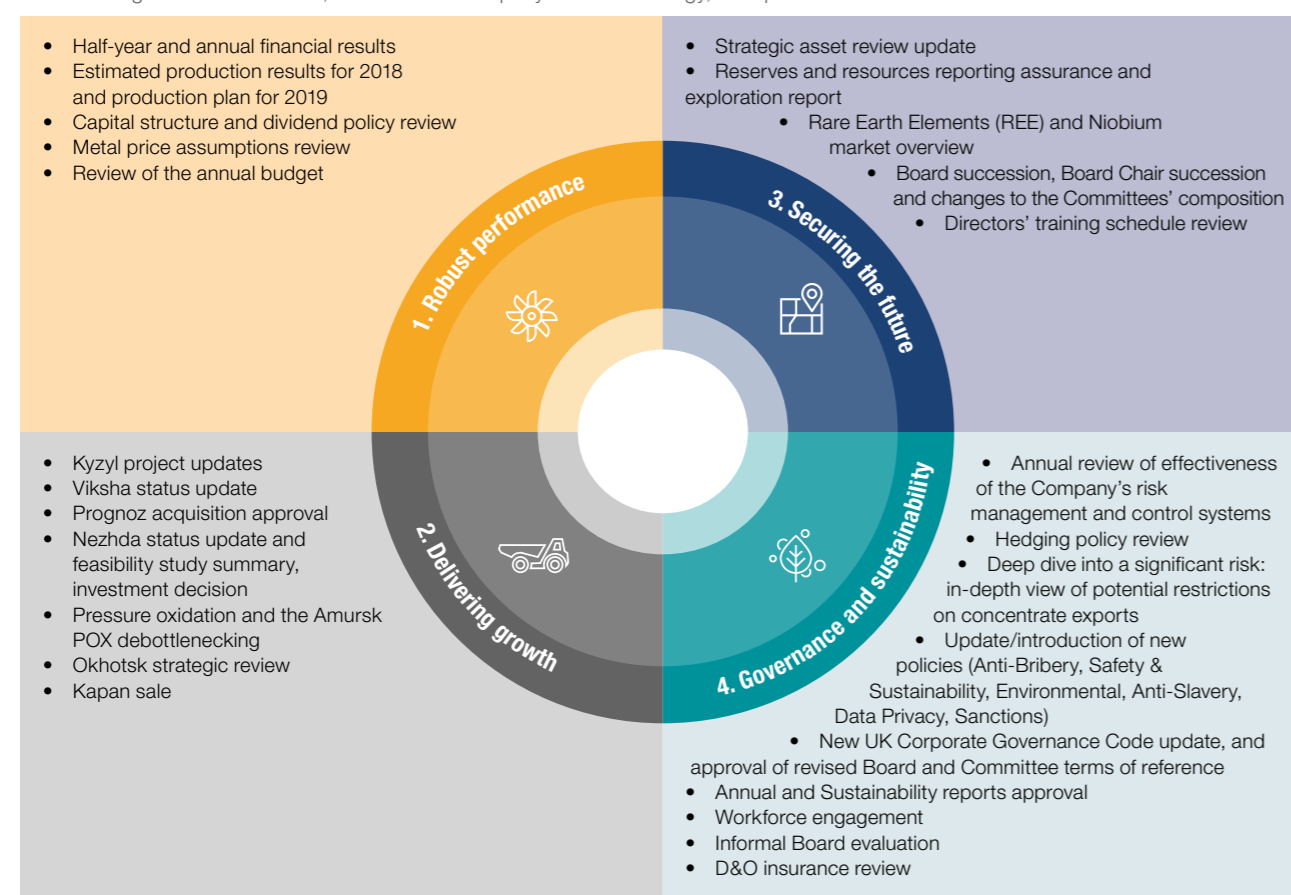 • Half-year and annual financial results
• Estimated production results for 2018
and production plan for 2019
• Capital structure and dividend policy review
• Metal price assumptions review
• Review of the annual budget
1. Robust performance
• Strategic asset review update
• Reserves and resources reporting assurance and
exploration report
• Rare Earth Elements (REE) and Niobium
market overview
• Board succession, Board Chair succession
and changes to the Committees’ composition
• Directors’ training schedule review
3. Securing the future
• Kyzyl project updates
• Viksha status update
• Prognoz acquisition approval
• Nezhda status update and
feasibility study summary,
investment decision
• Pressure oxidation and the Amursk
POX debottlenecking
• Okhotsk strategic review
• Kapan sale
2. Delivering growth
• Annual review of effectiveness
of the Company’s risk
management and control systems
• Hedging policy review
• Deep dive into a significant risk:
in-depth view of potential restrictions
on concentrate exports
• Update/introduction of new
policies (Anti-Bribery, Safety &
Sustainability, Environmental, Anti-Slavery,
Data Privacy, Sanctions)
• New UK Corporate Governance Code update, and
approval of revised Board and Committee terms of reference
• Annual and Sustainability reports approval
• Workforce engagement
• Informal Board evaluation
• D&O insurance review
4. Governance and sustainability